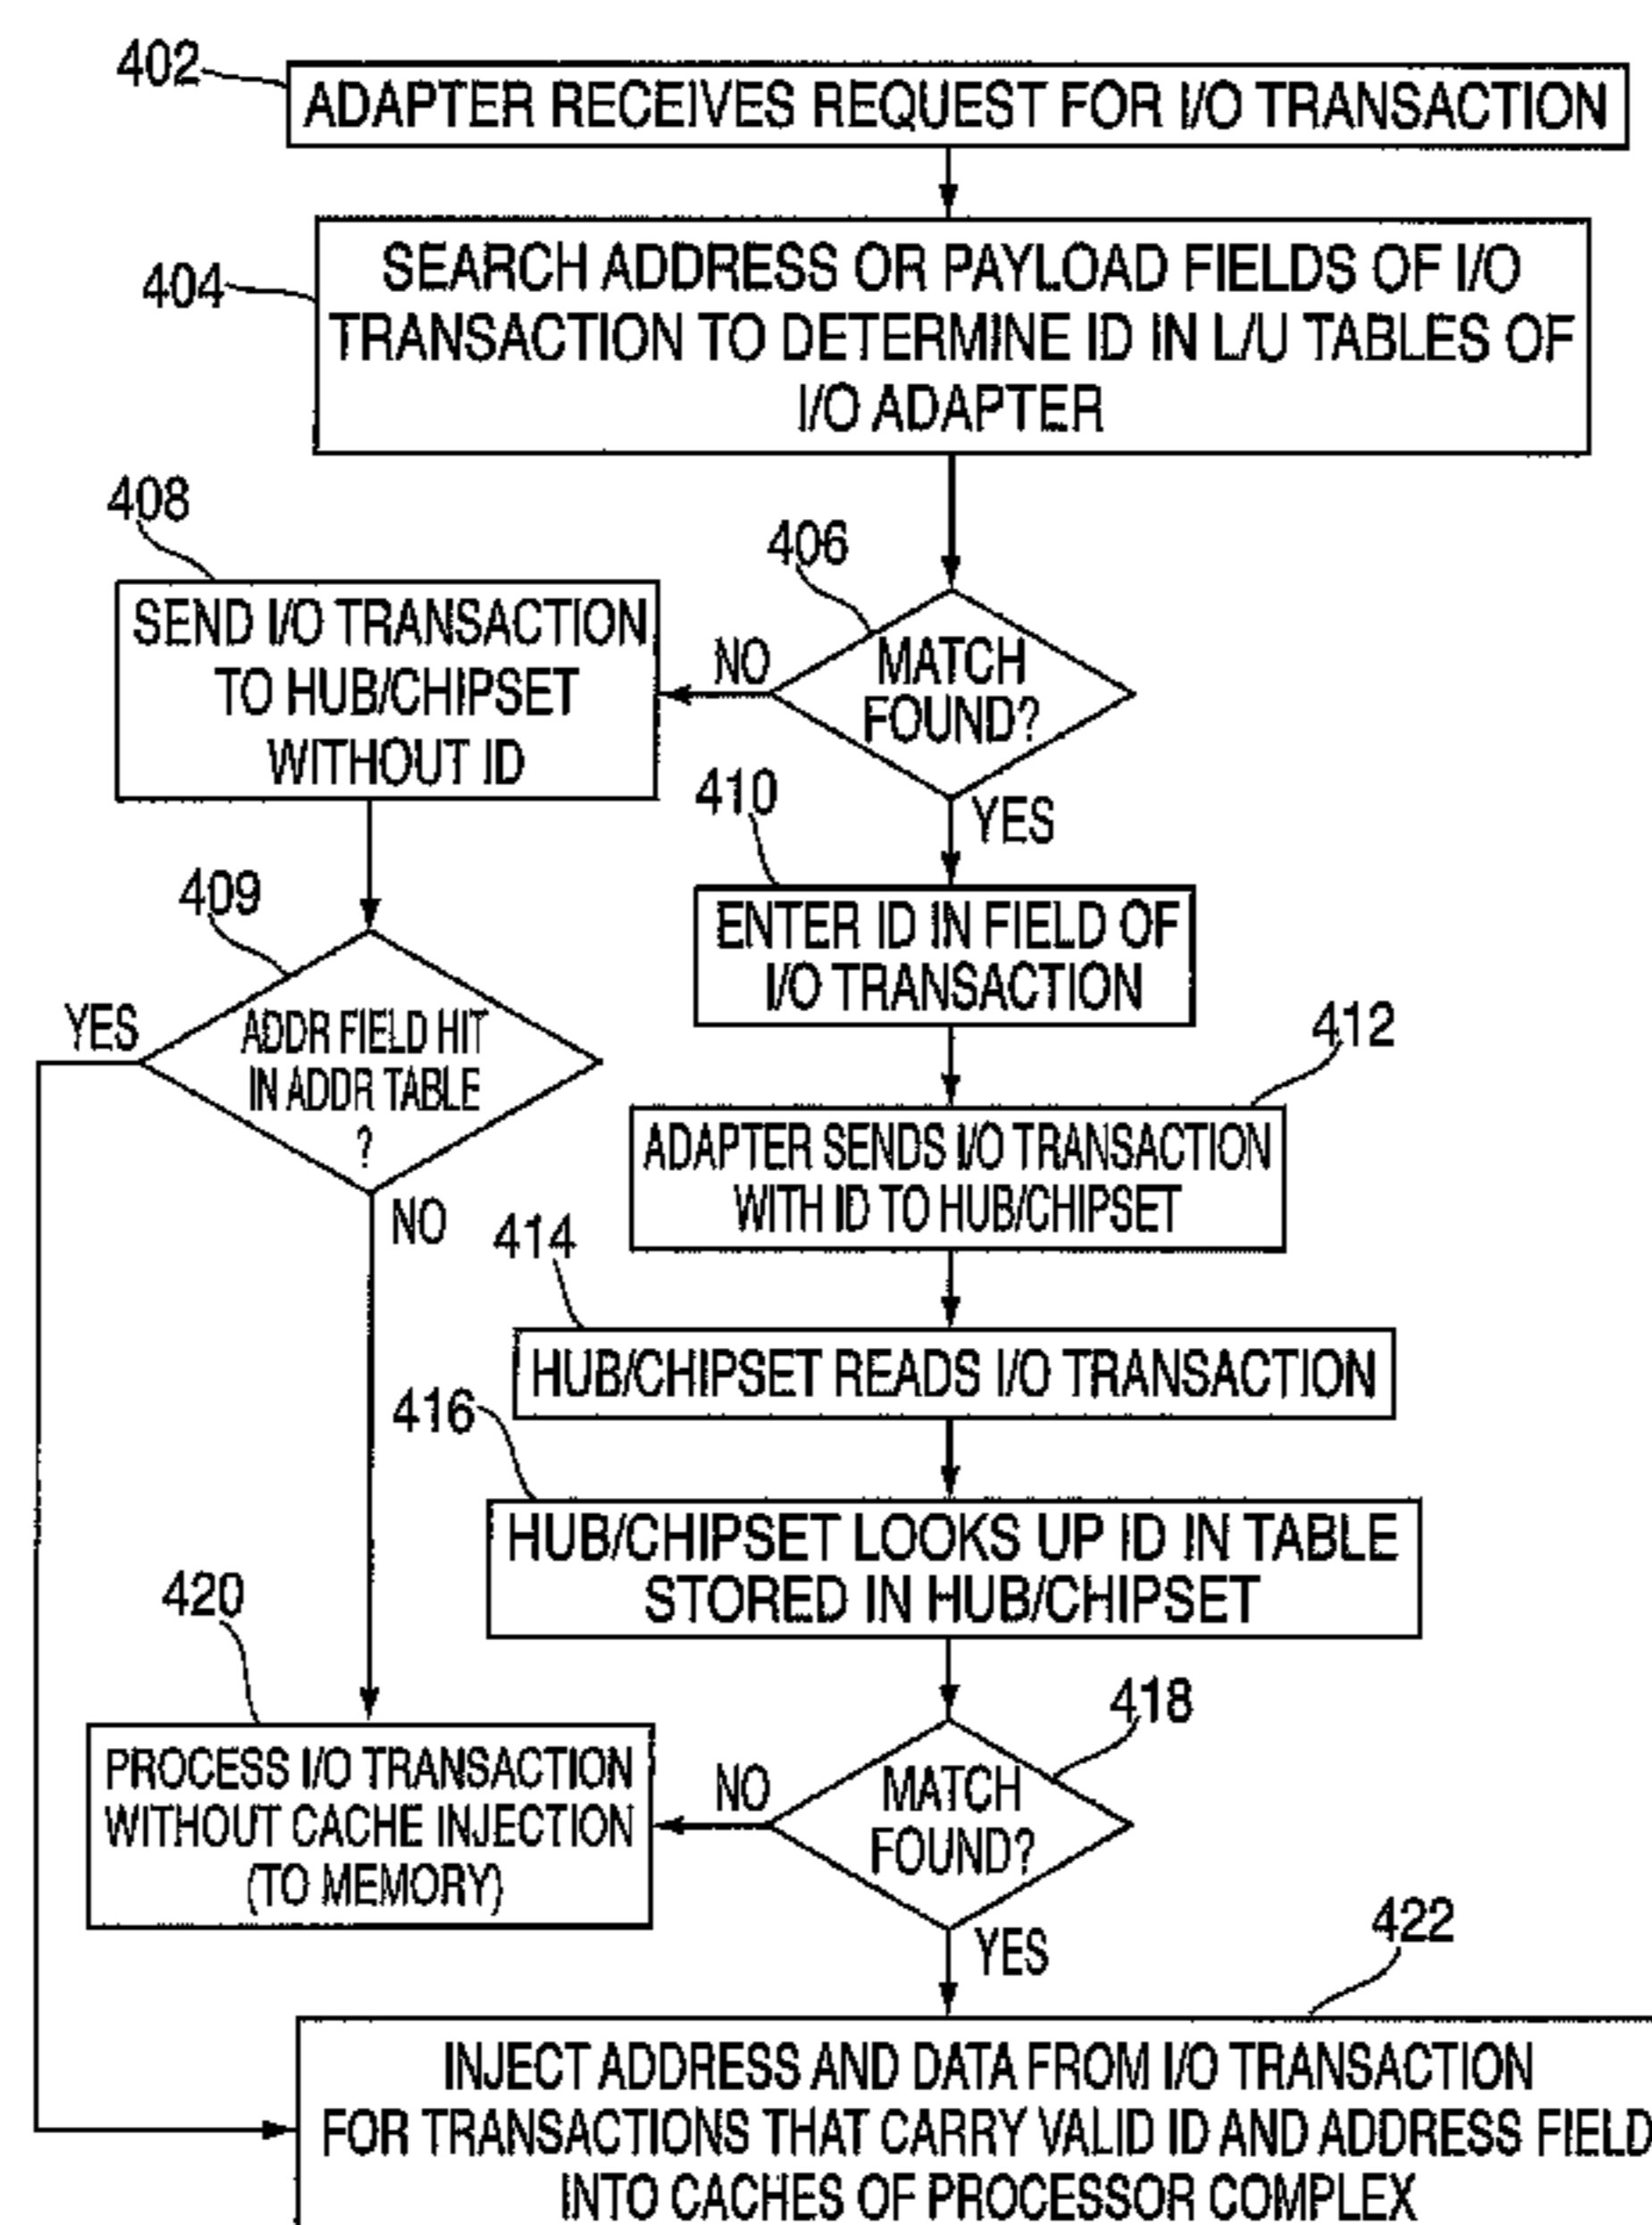 402
ADAPTER RECEIVES REQUEST FOR I/O TRANSACTION
404
SEARCH ADDRESS OR PAYLOAD FIELDS OF I/O
TRANSACTION TO DETERMINE ID IN L/U TABLES OF
I/O ADAPTER
408
SEND I/O TRANSACTION
TO HUB/CHIPSET
WITHOUT ID
406
NO
MATCH
FOUND?
YES
410
ENTER ID IN FIELD OF
I/O TRANSACTION
409
YES
ADDR FIELD HIT
IN ADDR TABLE
?
NO
412
ADAPTER SENDS I/O TRANSACTION
WITH ID TO HUB/CHIPSET
414
HUB/CHIPSET READS I/O TRANSACTION
416
HUB/CHIPSET LOOKS UP ID IN TABLE
STORED IN HUB/CHIPSET
420
PROCESS I/O TRANSACTION
WITHOUT CACHE INJECTION
(TO MEMORY)
418
NO
MATCH
FOUND?
YES
422
INJECT ADDRESS AND DATA FROM I/O TRANSACTION
FOR TRANSACTIONS THAT CARRY VALID ID AND ADDRESS FIELD
INTO CACHES OF PROCESSOR COMPLEX